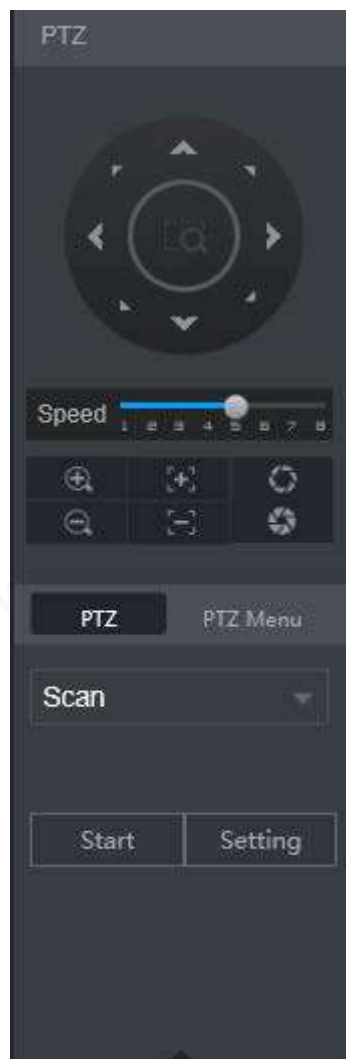 PTZ
Speed
1 2 3 4 5 6 7 8
PTZ PTZ Menu
Scan
Start Setting